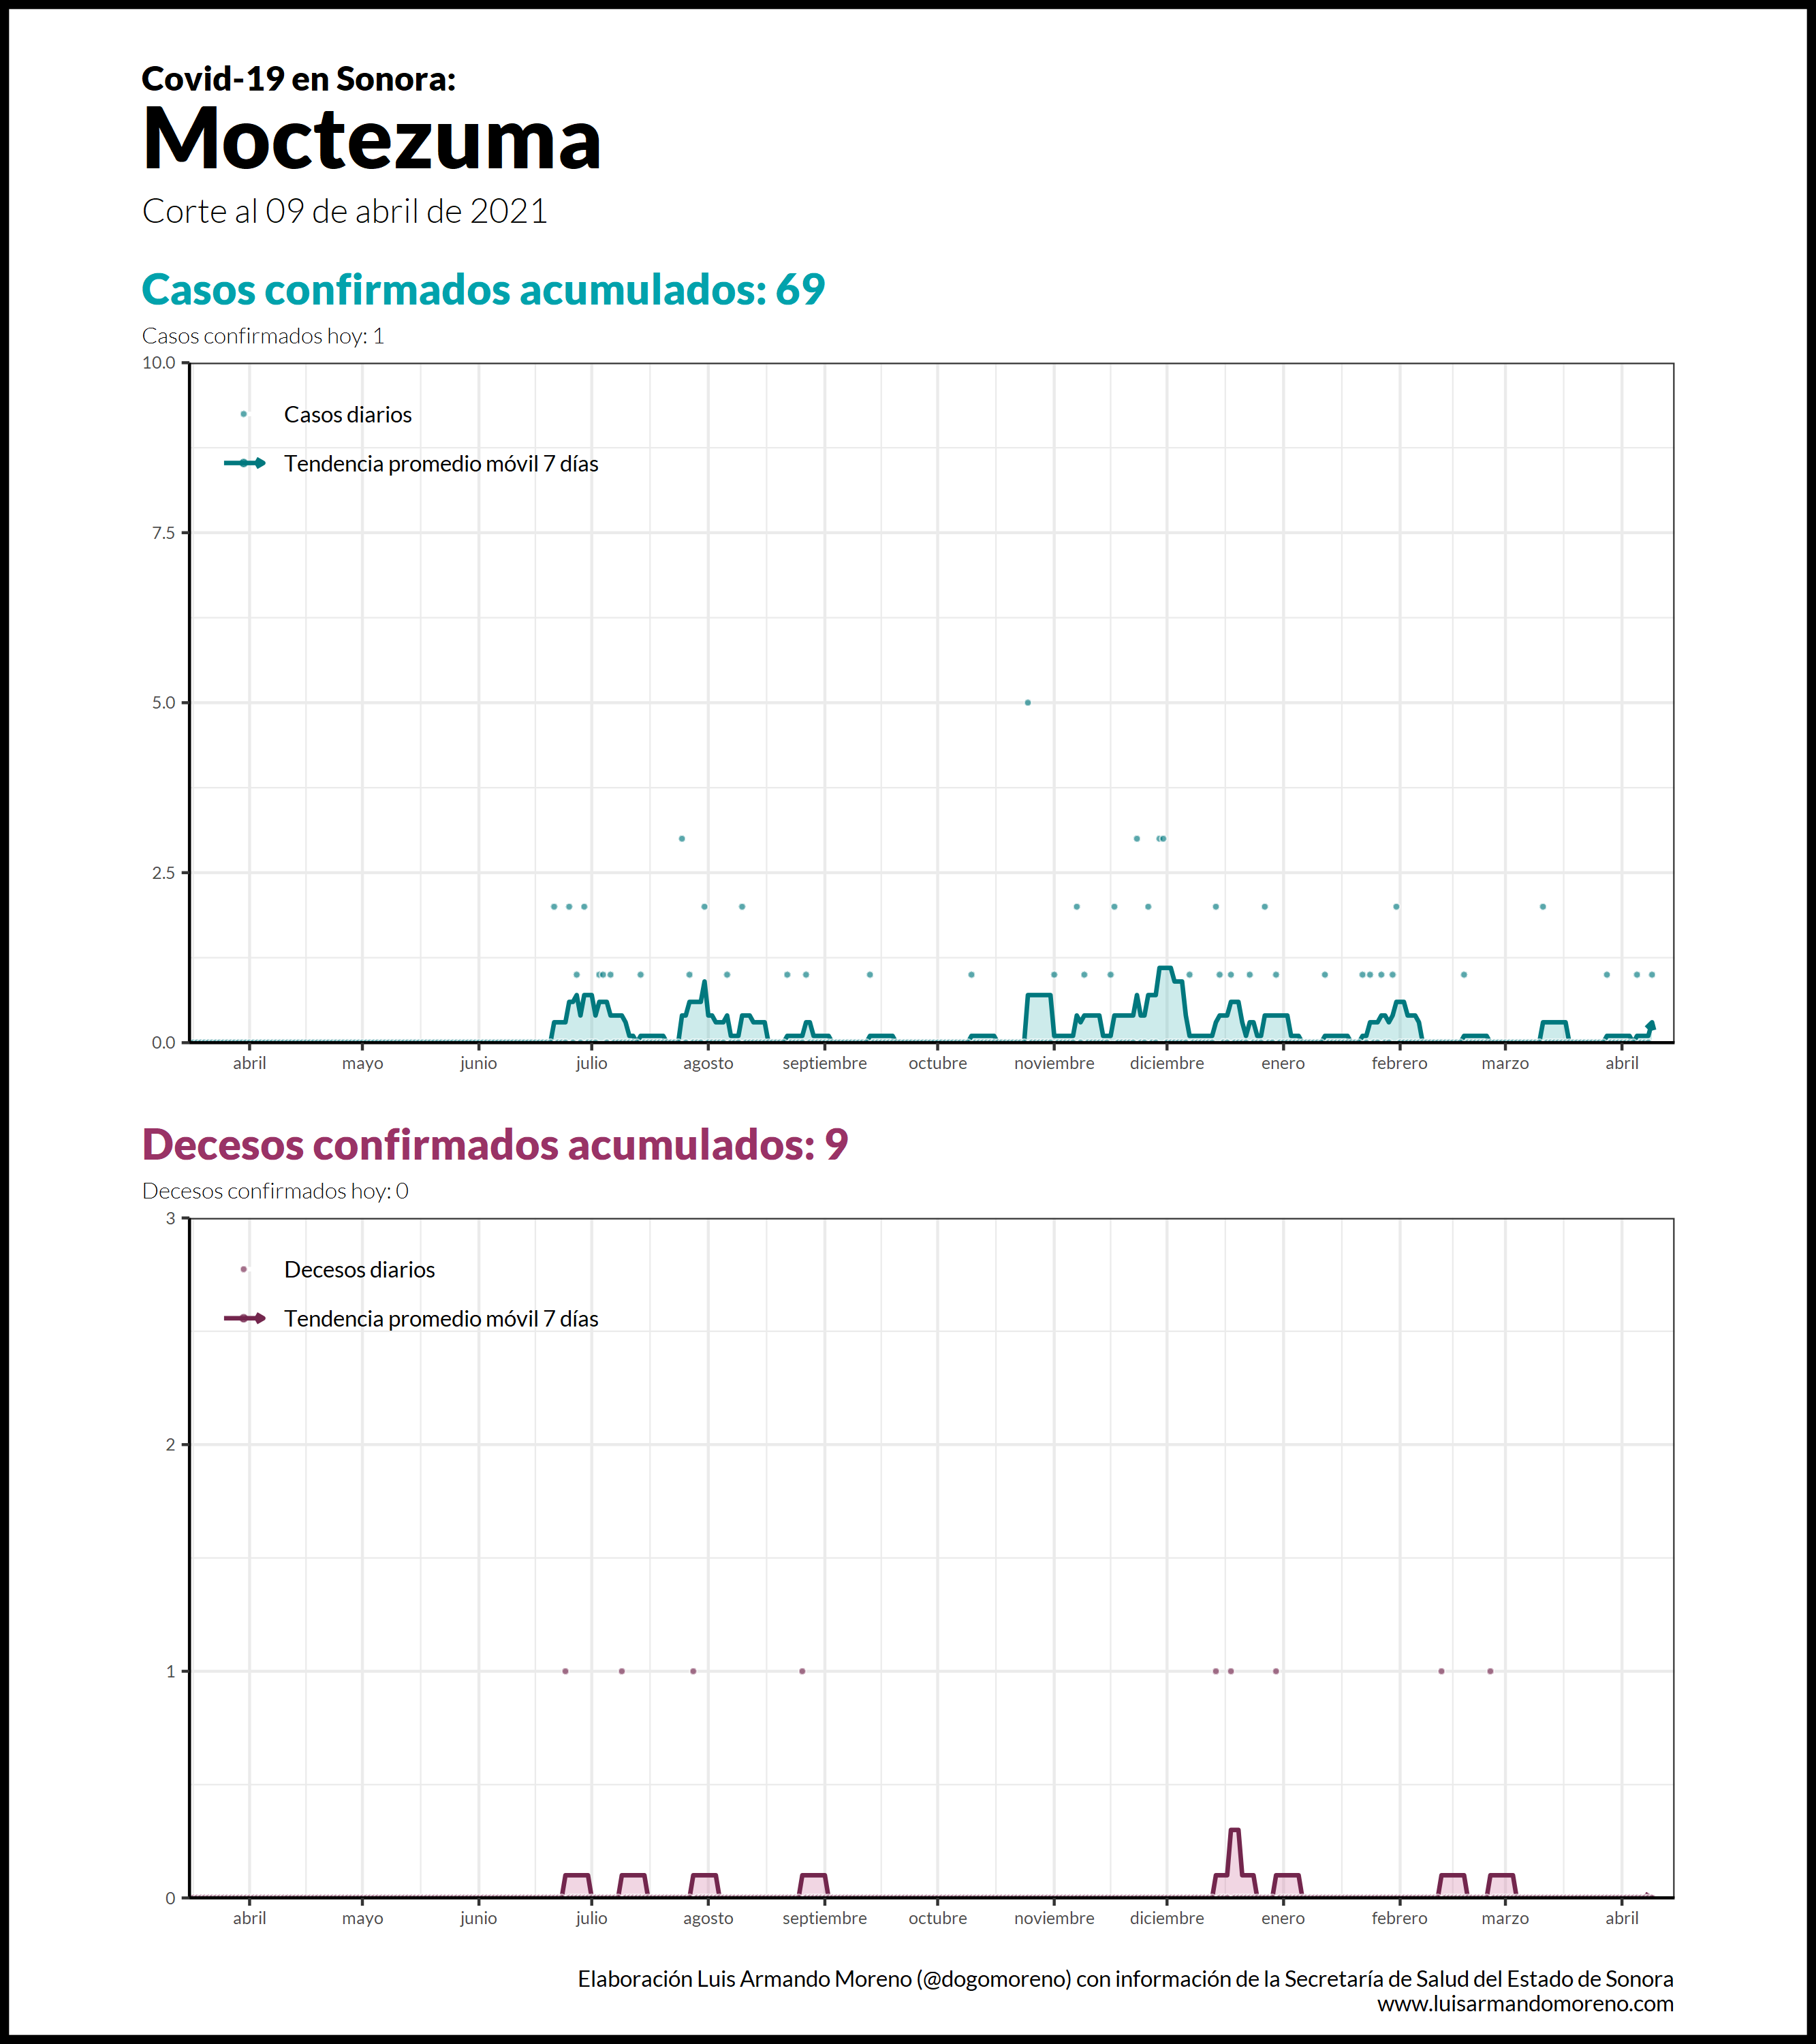 Covid-19 en Sonora:
Moctezuma
Corte al 09 de abril de 2021
Casos confirmados acumulados: 69
Casos confirmados hoy: 1
10.0
Casos diarios
Tendencia promedio móvil 7 días
7.5
5.0
2.5
0.0
abril mayo junio julio agosto septiembre octubre noviembre diciembre enero febrero marzo abril
Decesos confirmados acumulados: 9
Decesos confirmados hoy: 0
3
Decesos diarios
Tendencia promedio móvil 7 días
2
1
0
abril mayo junio julio agosto septiembre octubre noviembre diciembre enero febrero marzo abril
Elaboración Luis Armando Moreno (@dogomoreno) con información de la Secretaría de Salud del Estado de Sonora
www.luisarmandomoreno.com